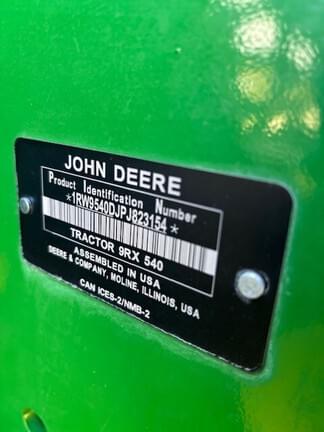 JOHN DEERE
Product Identification Number
*1RW9540DJPJ823154*
TRACTOR 9RX 540
ASSEMBLED IN USA
DEERE & COMPANY, MOLINE, ILLINOIS, USA
CAN ICES-2/NMB-2